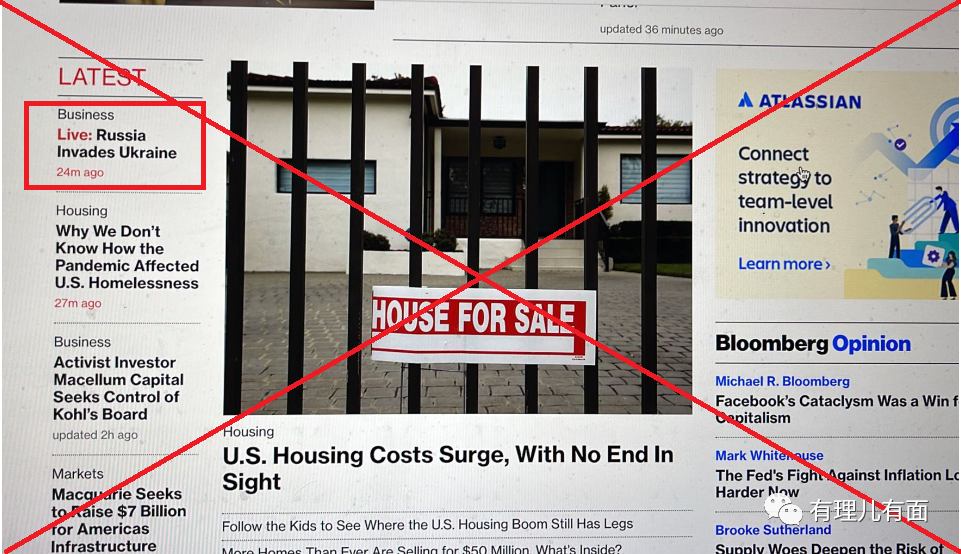 updated 36 minutes ago
LATEST
Business
Live: Russia
Invades Ukraine
24m ago
Housing
Why We Don't
Know How the
Pandemic Affected
U.S. Homelessness
27m ago
Business
Activist Investor
Macellum Capital
Seeks Control of
Kohl's Board
updated 2h ago
Markets
Macquarie Seeks
to Raise $7 Billion
for Americas
Infrastructure
HOUSE FOR SALE
Housing
U.S. Housing Costs Surge, With No End In
Sight
Follow the Kids to See Where the U.S. Housing Boom Still Has Legs
More Homes Than Ever Are Selling for $50 Million. What's Inside?
ATLASSIAN
Connect
strategy to
team-level
innovation
Learn more ›
Bloomberg Opinion
Michael R. Bloomberg
Facebook's Cataclysm Was a Win f
Capitalism
Mark Whitehouse
The Fed's Fight Against Inflation Lo
Harder Now
Brooke Sutherland
Supply Woes Deepen the Risk of
有理儿有面